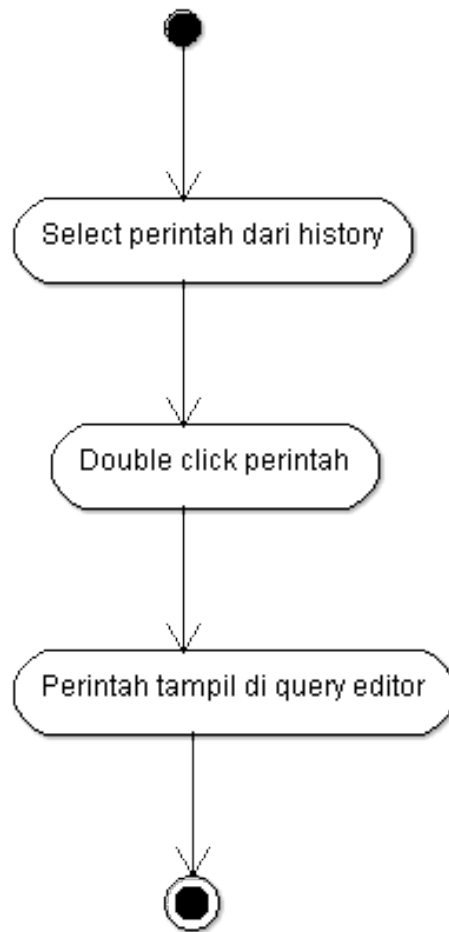 Select perintah dari history
Double click perintah
Perintah tampil di query editor